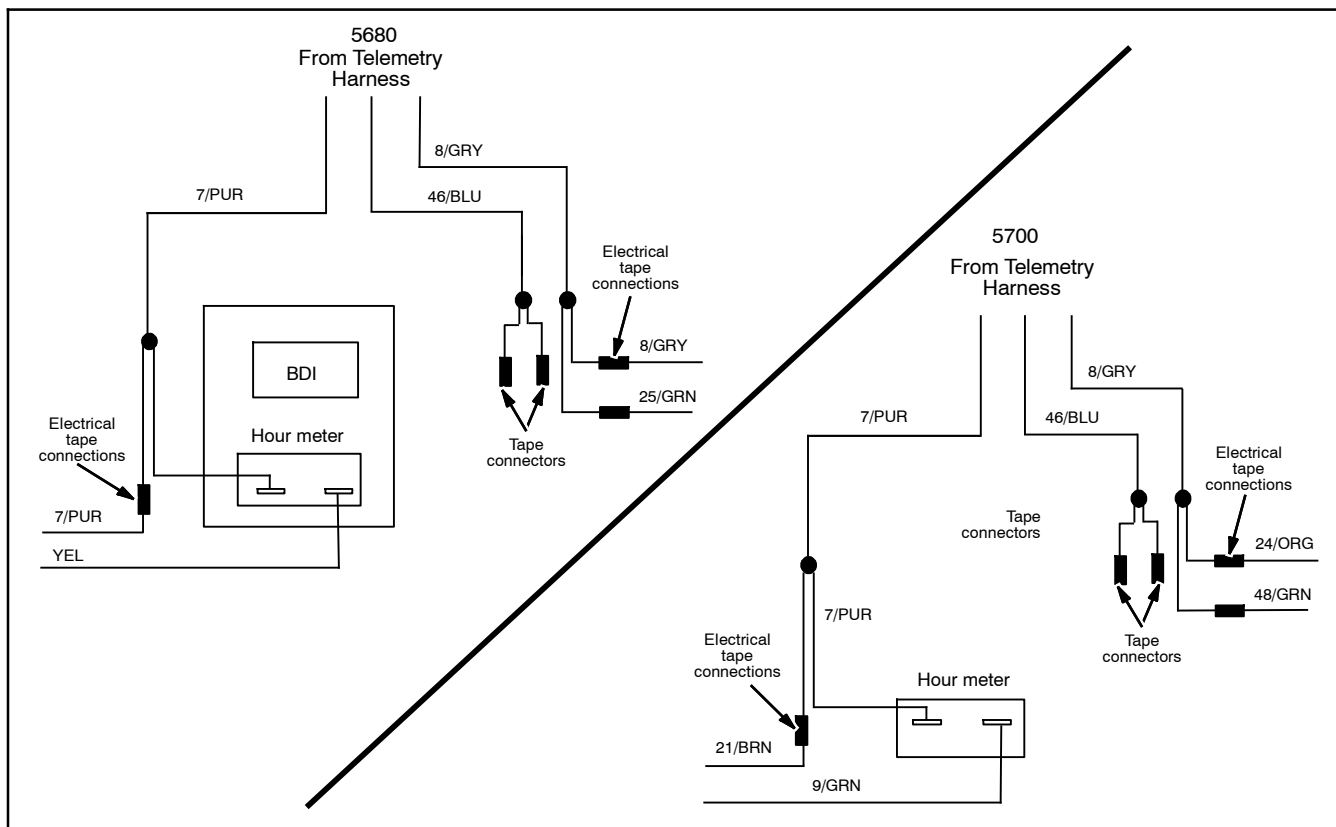 5680
From Telemetry
Harness
8/GRY
7/PUR
46/BLU
Electrical
tape
connections
8/GRY
BDI
25/GRN
Electrical
tape
connections
Hour meter
Tape
connectors
7/PUR
YEL
5700
From Telemetry
Harness
8/GRY
7/PUR
46/BLU
Electrical
tape
connections
Tape
connectors
24/ORG
48/GRN
7/PUR
Electrical
tape
connections
Tape
connectors
Hour meter
21/BRN
9/GRN